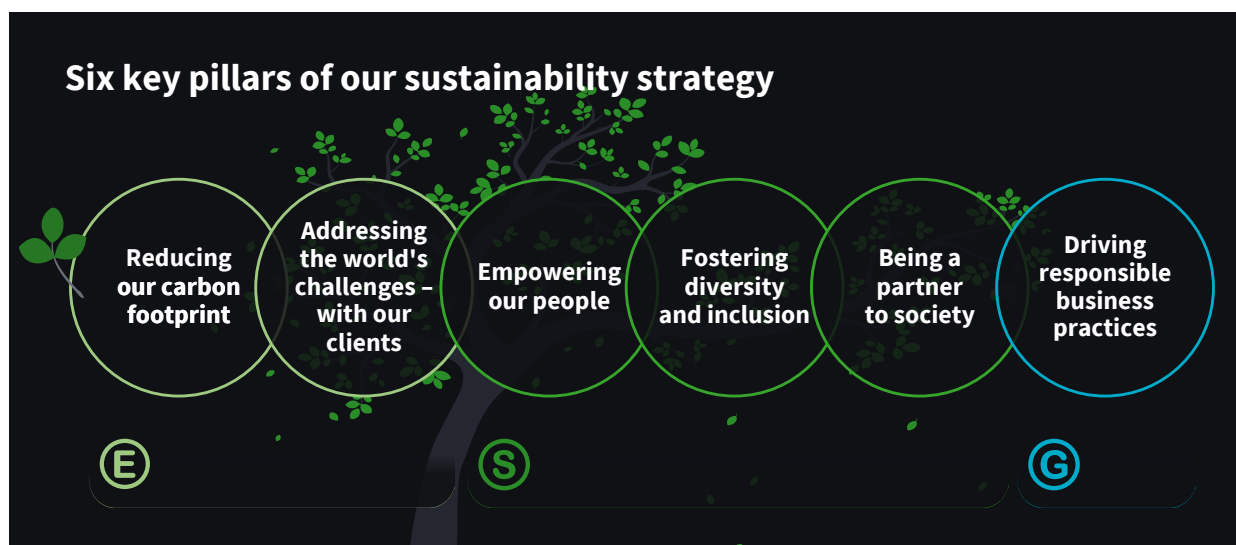 Six key pillars of our sustainability strategy
Reducing
our carbon
footprint
Addressing
the world's
challenges –
with our
clients
Empowering
our people
Fostering
diversity
and inclusion
Being a
partner
to society
Driving
responsible
business
practices
E
S
G